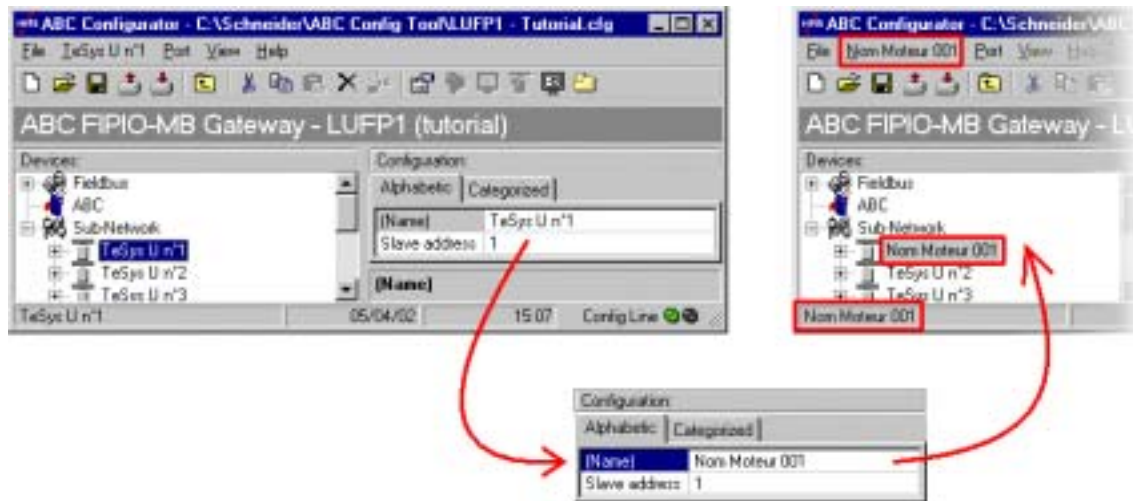 ABC Configurator - C:\Schneider\ABC Config Tool\LUFP1 - Tutorial.cfg
File TeSys U n°1 Port View Help
ABC FIPIO-MB Gateway - LUFP1 (tutorial)
Devices:
Fieldbus
ABC
Sub-Network
TeSys U n°1
TeSys U n°2
TeSys U n°3
Configuration:
Alphabetic Categorized
(Name) TeSys U n°1
Slave address 1
(Name)
TeSys U n°1 05/04/02 15:07 Config Line
ABC Configurator - C:\Schneider\ABC
File Nom Moteur 001 Port View Help
ABC FIPIO-MB Gateway - L
Devices:
Fieldbus
ABC
Sub-Network
Nom Moteur 001
TeSys U n°2
TeSys U n°3
Nom Moteur 001
Configuration:
Alphabetic Categorized
(Name) Nom Moteur 001
Slave address 1